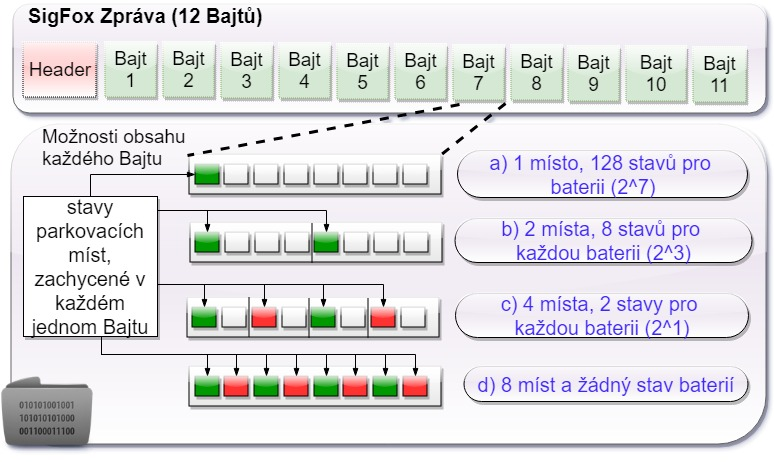 SigFox Zpráva (12 Bajtů)
Header
Bajt
1
Bajt
2
Bajt
3
Bajt
4
Bajt
5
Bajt
6
Bajt
7
Bajt
8
Bajt
9
Bajt
10
Bajt
11
Možnosti obsahu
každého Bajtu
a) 1 místo, 128 stavů pro
baterii (2^7)
stavy
parkovacích
míst,
zachycené v
každém
jednom Bajtu
b) 2 místa, 8 stavů pro
každou baterii (2^3)
c) 4 místa, 2 stavy pro
každou baterii (2^1)
d) 8 míst a žádný stav baterií
010101001001
101010101000
001100011100